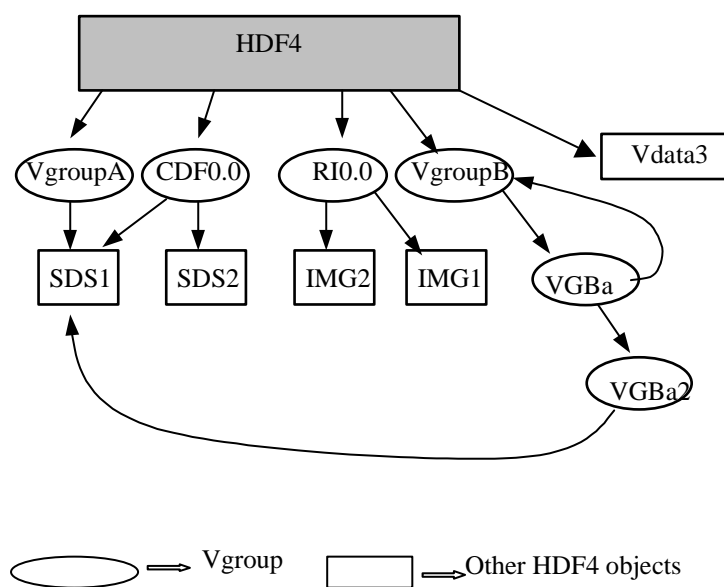 HDF4
VgroupA
CDF0.0
RI0.0
VgroupB
Vdata3
SDS1
SDS2
IMG2
IMG1
VGBa
VGBa2
Vgroup
Other HDF4 objects